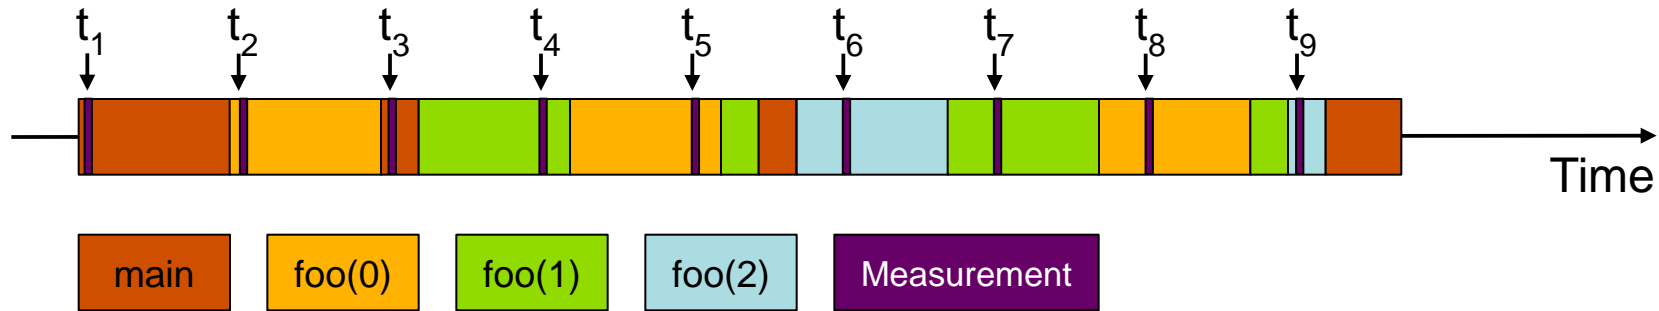 t₁ t₂ t₃ t₄ t₅ t₆ t₇ t₈ t₉
Time
main foo(0) foo(1) foo(2) Measurement